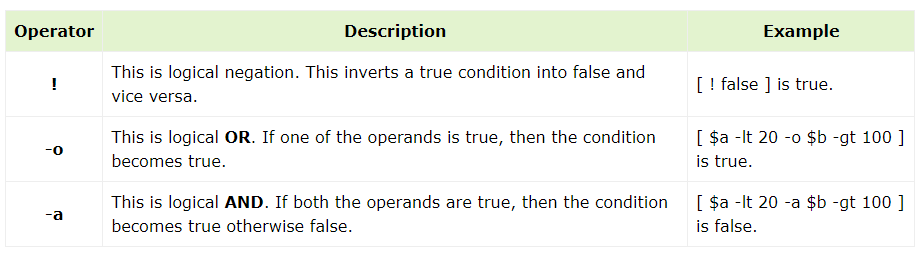 Operator Description Example
! This is logical negation. This inverts a true condition into false and vice versa. [ ! false ] is true.
-o This is logical OR. If one of the operands is true, then the condition becomes true. [ $a -lt 20 -o $b -gt 100 ] is true.
-a This is logical AND. If both the operands are true, then the condition becomes true otherwise false. [ $a -lt 20 -a $b -gt 100 ] is false.